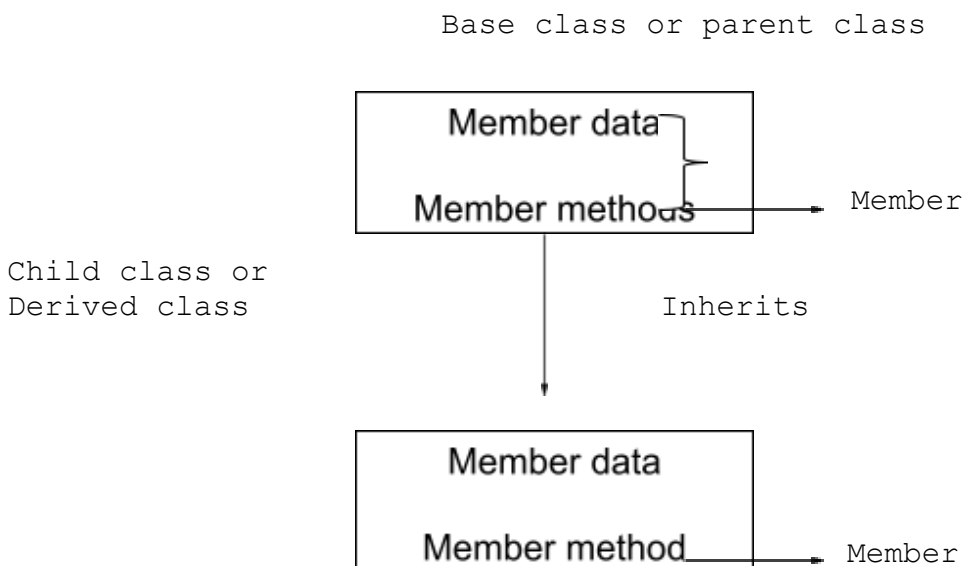 Base class or parent class
Member data
Member methods
Member
Child class or
Derived class
Inherits
Member data
Member method
Member